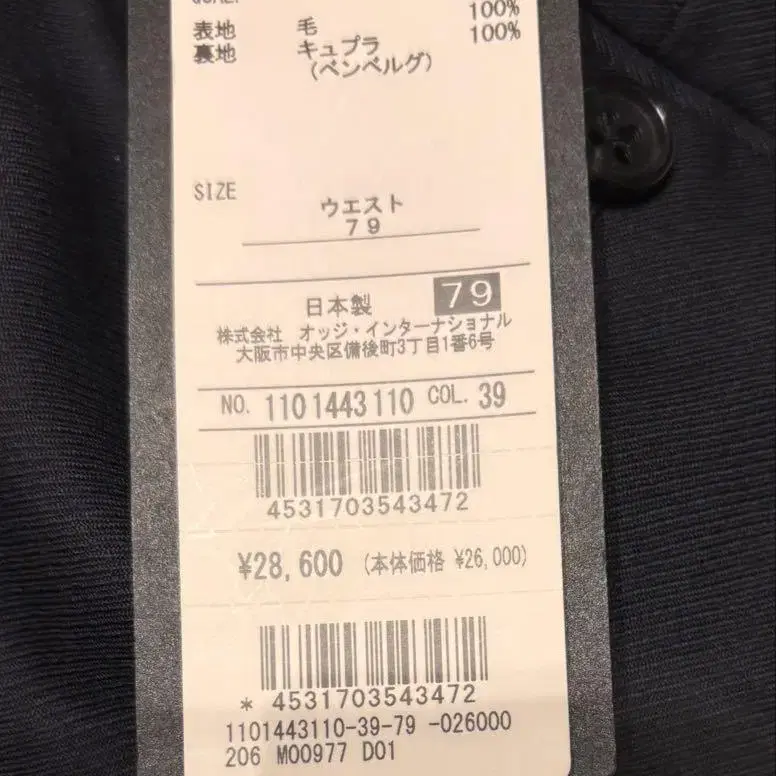 100%
表地 毛 100%
裏地 キュプラ
(ベンベルグ)
SIZE
ウエスト
79
日本製 79
株式会社 オッジ・インターナショナル
大阪市中央区備後町3丁目1番6号
NO. 1101443110 COL. 39
4531703543472
¥28,600 (本体価格 ¥26,000)
* 4531703543472
1101443110-39-79 -026000
206 M00977 D01